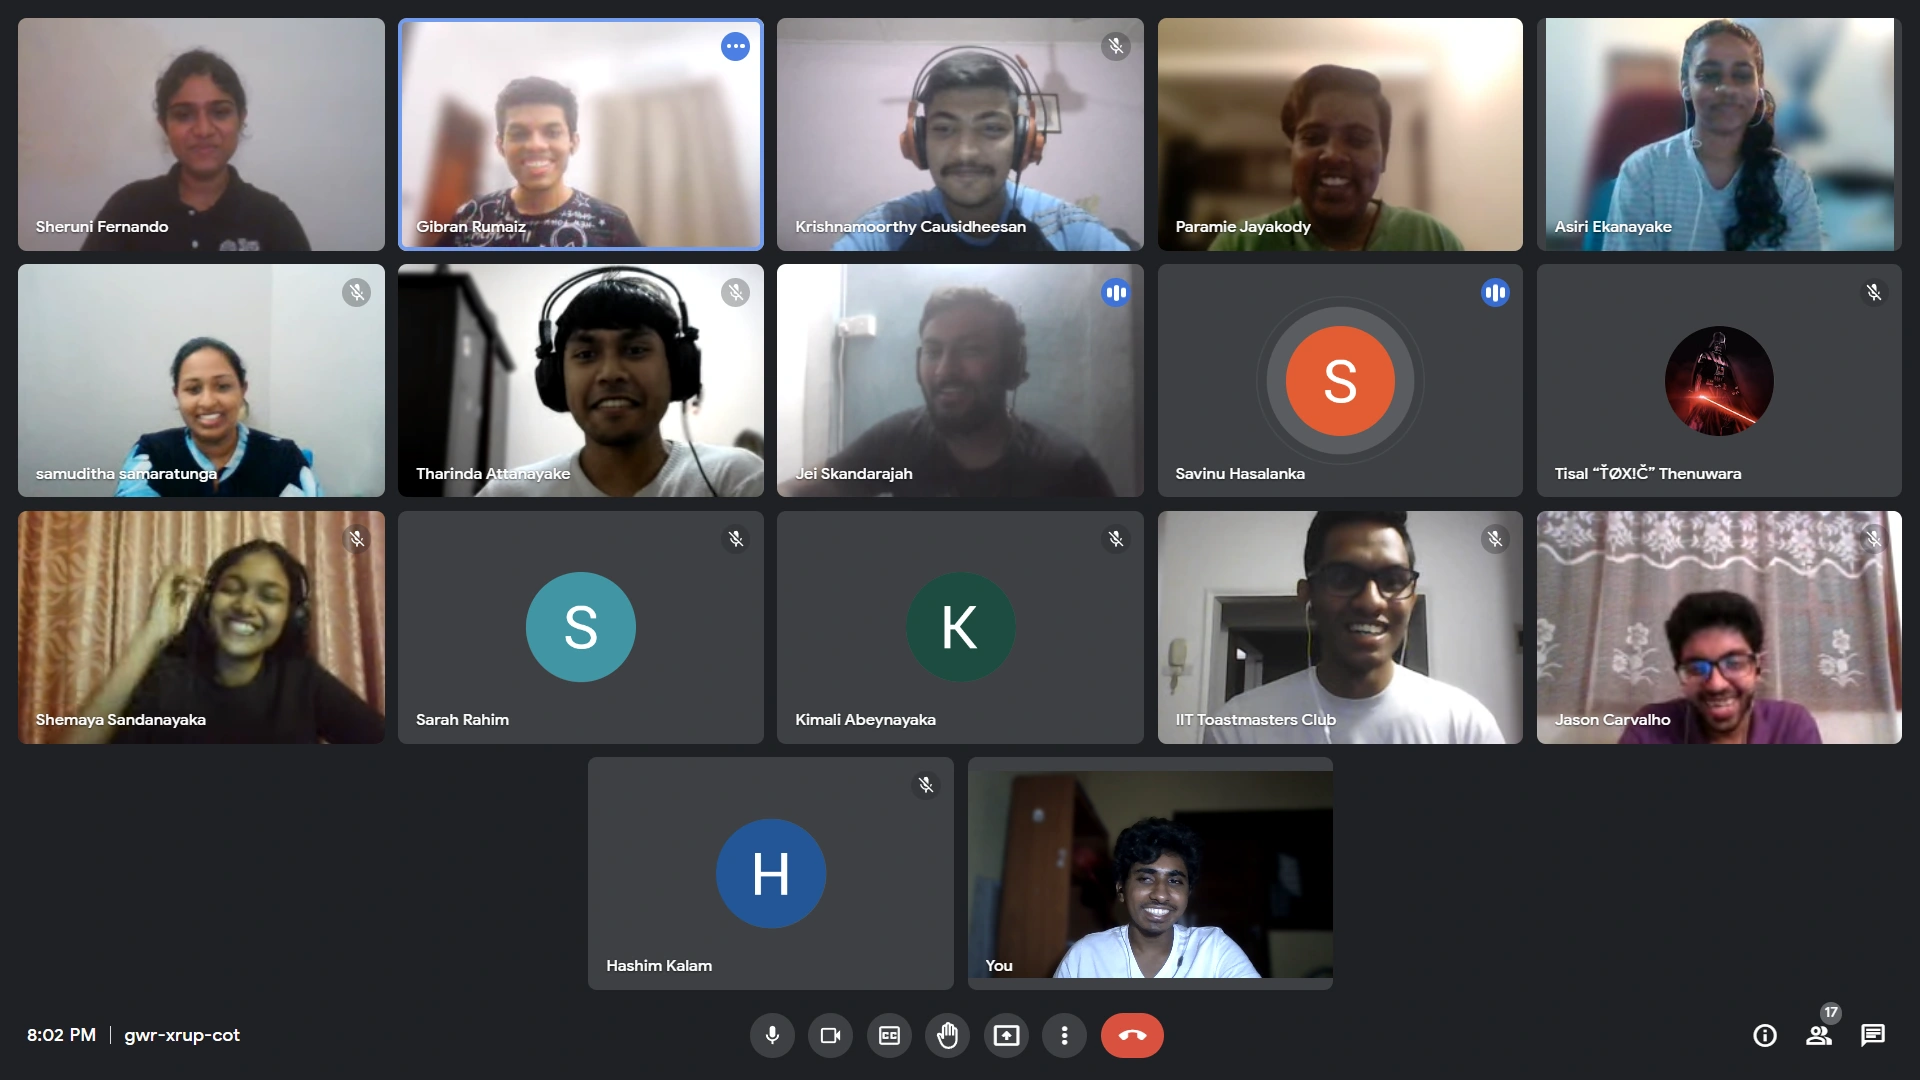 Sheruni Fernando
Gibran Rumaiz
Krishnamoorthy Causidheesan
Paramie Jayakody
Asiri Ekanayake
samuditha samaratunga
Tharinda Attanayake
Jei Skandarajah
S
Savinu Hasalanka
Tisal “ŤØX!Č” Thenuwara
Shemaya Sandanayaka
S
Sarah Rahim
K
Kimali Abeynayaka
IIT Toastmasters Club
Jason Carvalho
H
Hashim Kalam
You
8:02 PM | gwr-xrup-cot
CC
17